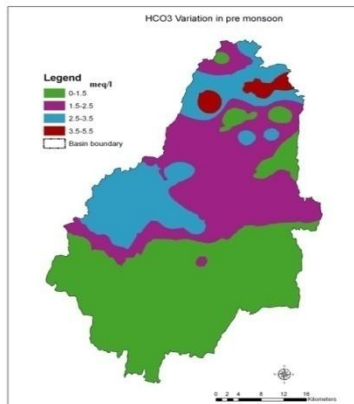 HCO3 Variation in pre monsoon
Legend meq/l
0-1.5
1.5-2.5
2.5-3.5
3.5-5.5
Basin boundary
0 2 4 8 12 16
Kilometers